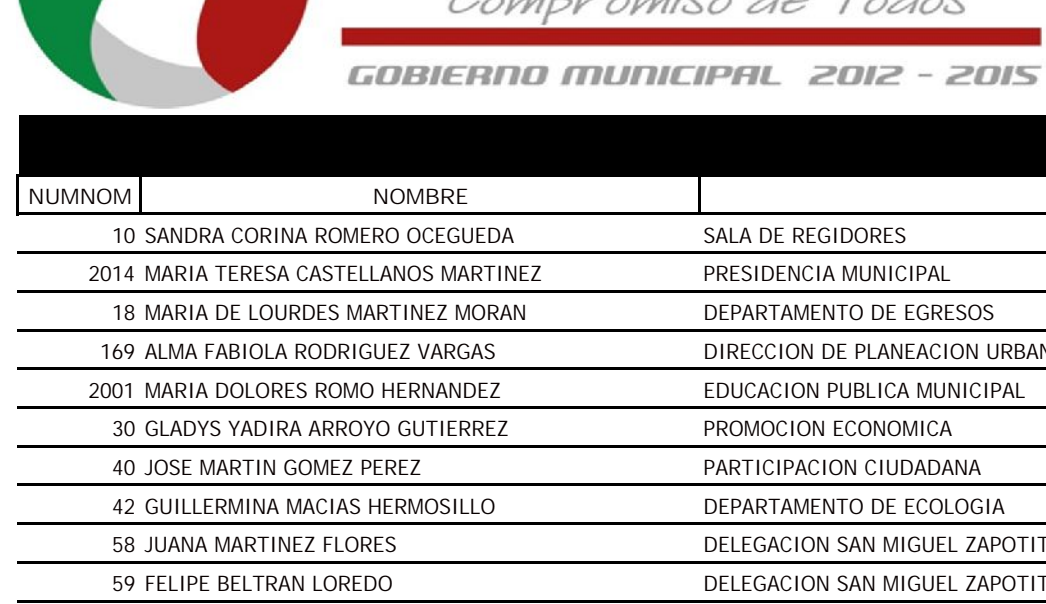 Compromiso de Todos
GOBIERNO MUNICIPAL 2012 - 2015
NUMNOM NOMBRE
10 SANDRA CORINA ROMERO OCEGUEDA SALA DE REGIDORES
2014 MARIA TERESA CASTELLANOS MARTINEZ PRESIDENCIA MUNICIPAL
18 MARIA DE LOURDES MARTINEZ MORAN DEPARTAMENTO DE EGRESOS
169 ALMA FABIOLA RODRIGUEZ VARGAS DIRECCION DE PLANEACION URBAN
2001 MARIA DOLORES ROMO HERNANDEZ EDUCACION PUBLICA MUNICIPAL
30 GLADYS YADIRA ARROYO GUTIERREZ PROMOCION ECONOMICA
40 JOSE MARTIN GOMEZ PEREZ PARTICIPACION CIUDADANA
42 GUILLERMINA MACIAS HERMOSILLO DEPARTAMENTO DE ECOLOGIA
58 JUANA MARTINEZ FLORES DELEGACION SAN MIGUEL ZAPOTIT
59 FELIPE BELTRAN LOREDO DELEGACION SAN MIGUEL ZAPOTIT